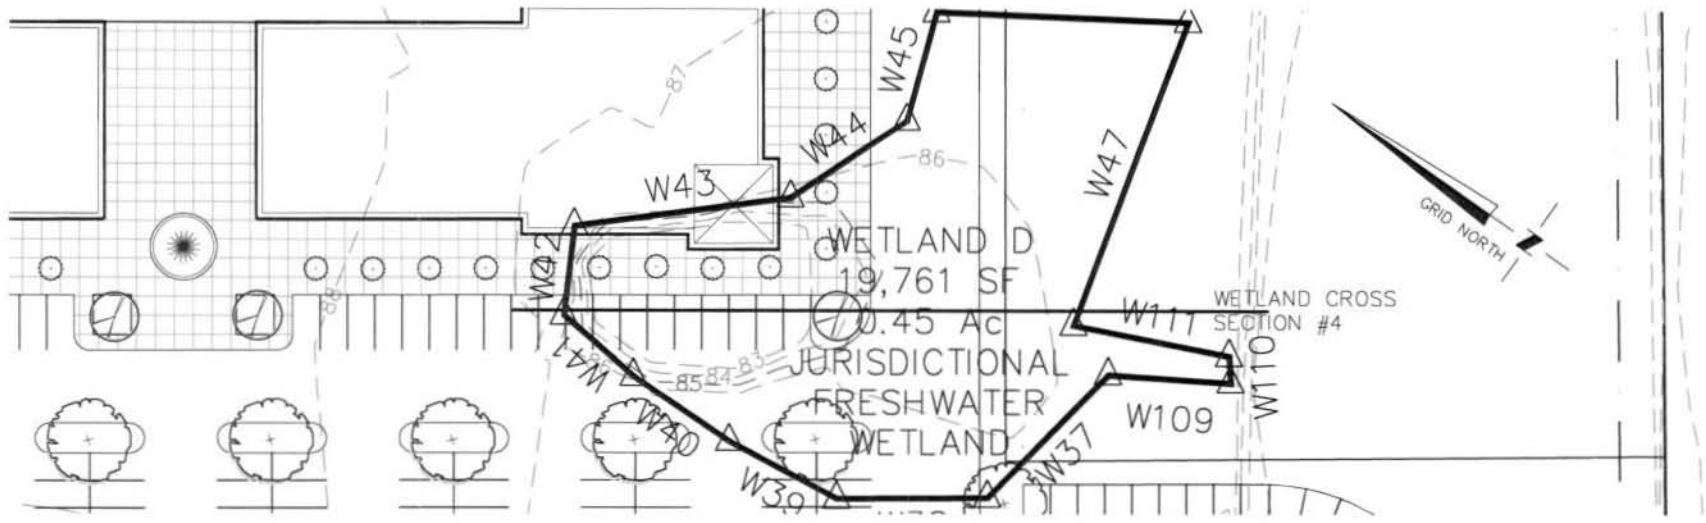 87
W45
W44
86
W43
W47
GRID NORTH
WETLAND D
19,761 SF
0.45 Ac
JURISDICTIONAL
FRESHWATER
WETLAND
W42
88
W111
WETLAND CROSS
SECTION #4
W110
W41
85
84
83
W109
W40
W37
W39